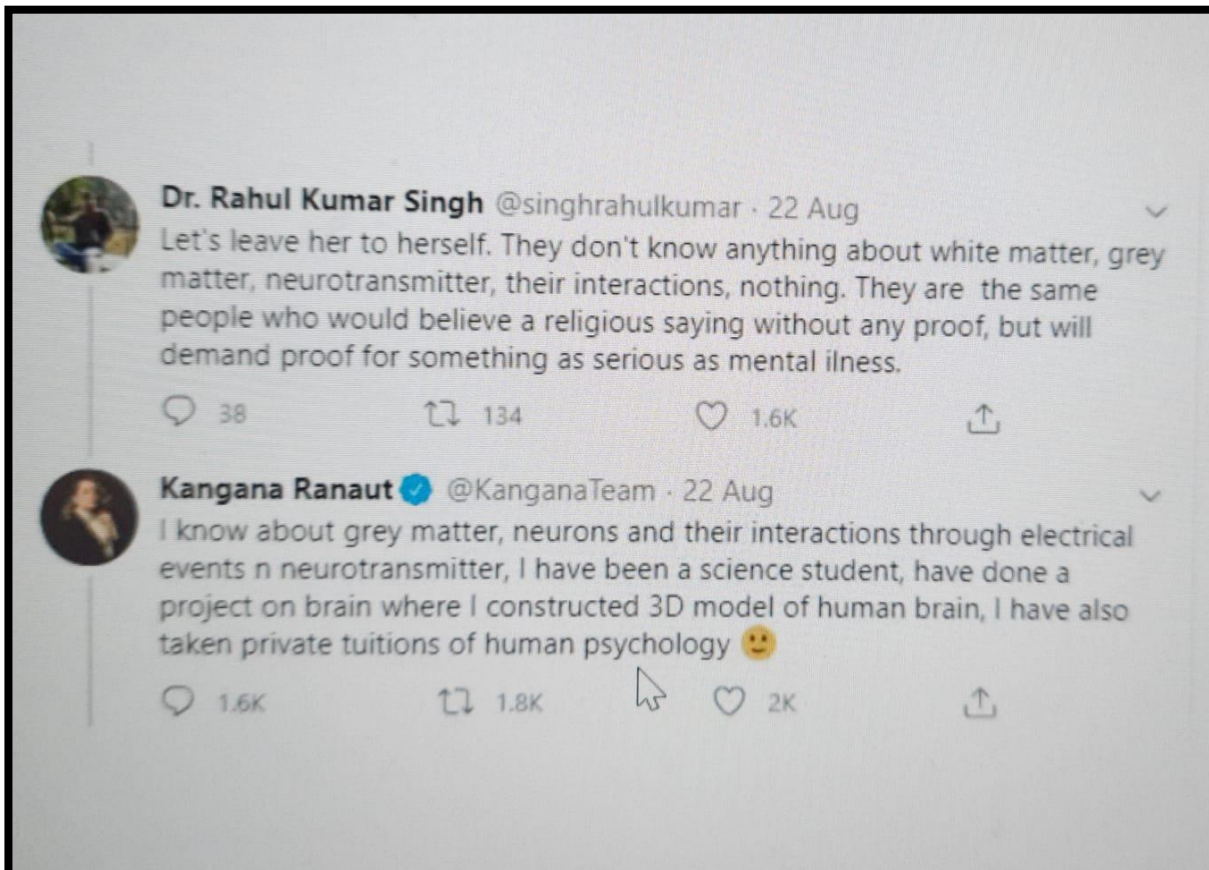 Dr. Rahul Kumar Singh @singhrahulkumar · 22 Aug
Let's leave her to herself. They don't know anything about white matter, grey
matter, neurotransmitter, their interactions, nothing. They are the same
people who would believe a religious saying without any proof, but will
demand proof for something as serious as mental ilness.
38 134 1.6K
Kangana Ranaut @KanganaTeam · 22 Aug
I know about grey matter, neurons and their interactions through electrical
events n neurotransmitter, I have been a science student, have done a
project on brain where I constructed 3D model of human brain, I have also
taken private tuitions of human psychology 🙂
1.6K 1.8K 2K